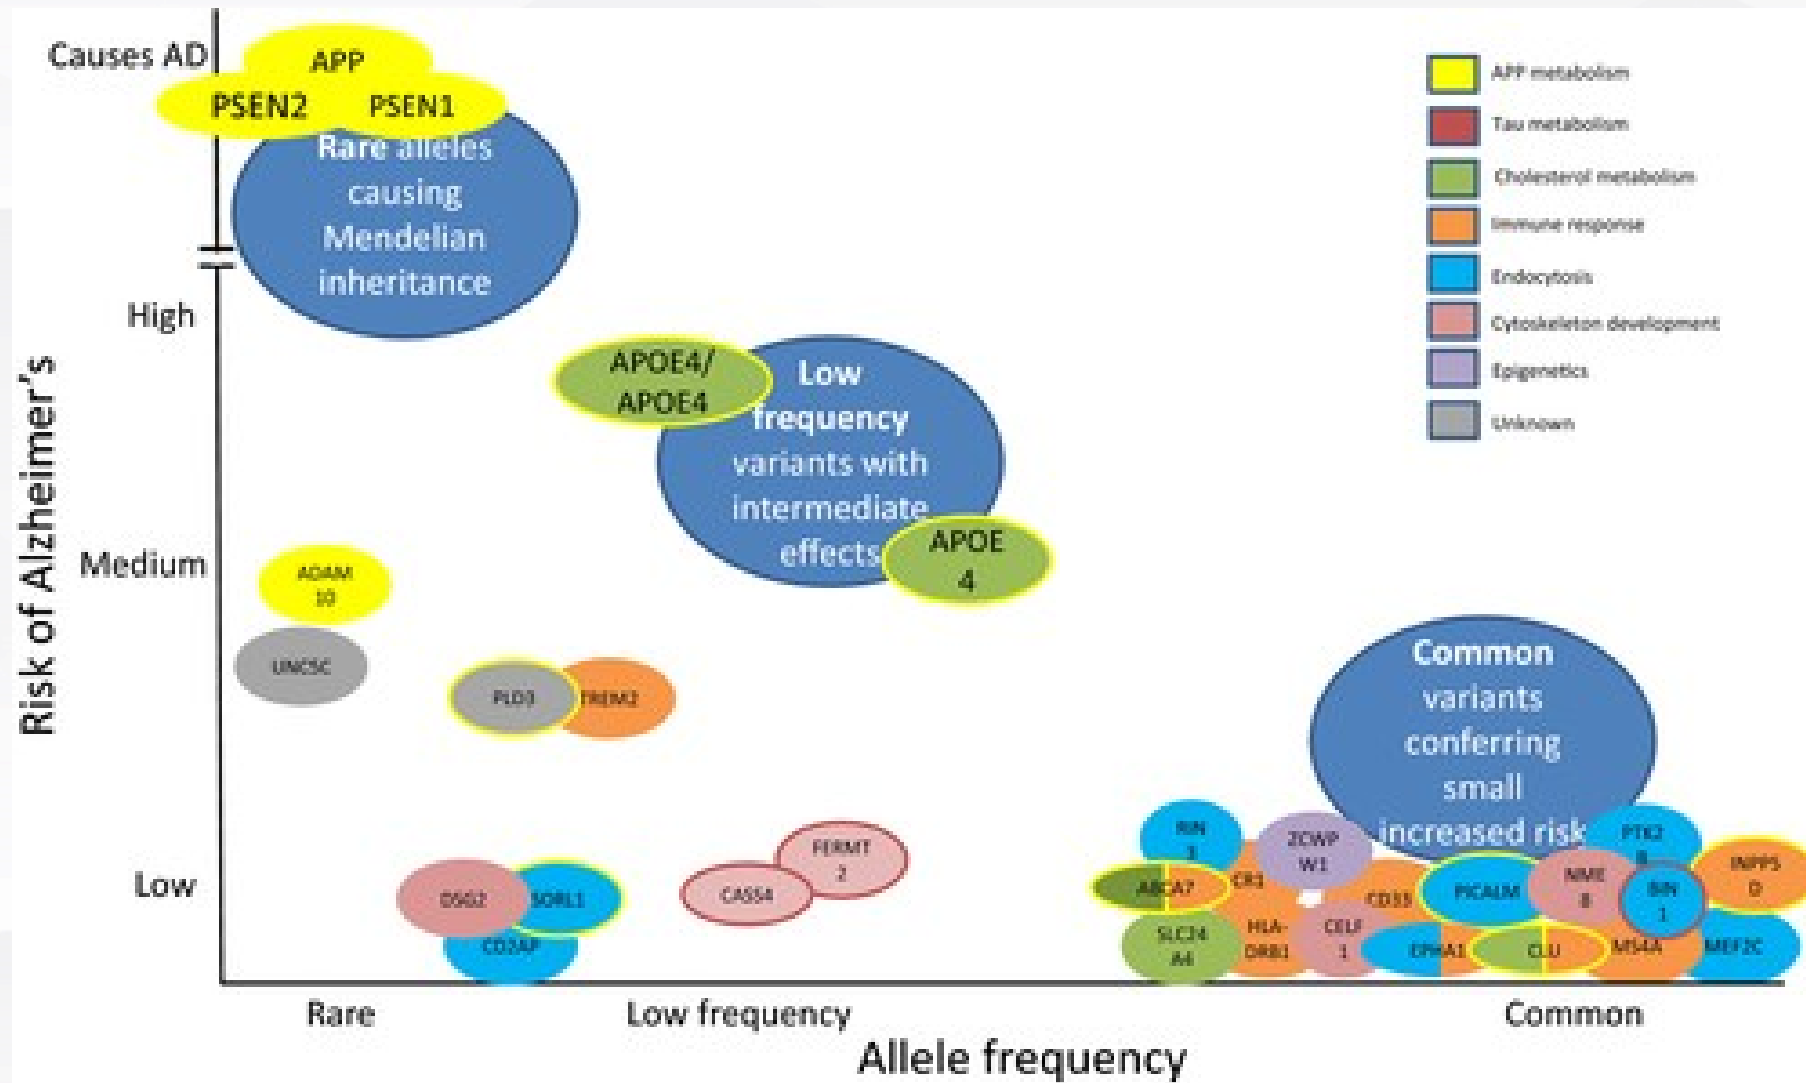 Causes AD
High
Medium
Low
Risk of Alzheimer's
APP
PSEN2
PSEN1
Rare alleles
causing
Mendelian
inheritance
APOE4/
APOE4
Low
frequency
variants with
intermediate
effects
APOE
4
ADAM
10
UNC5C
PLD3
TREM2
FERMT
2
CASS4
DSG2
SORL1
CD2AP
Common
variants
conferring
small
increased risk
RIN
3
ZCWP
W1
PTK2
B
INPP5
D
ABCA7
CR1
CD33
PICALM
NME
8
BIN
1
SLC24
A4
HLA-
DRB1
CELF
1
EPHA1
CLU
MS4A
MEF2C
APP metabolism
Tau metabolism
Cholesterol metabolism
Immune response
Endocytosis
Cytoskeleton development
Epigenetics
Unknown
Rare
Low frequency
Common
Allele frequency